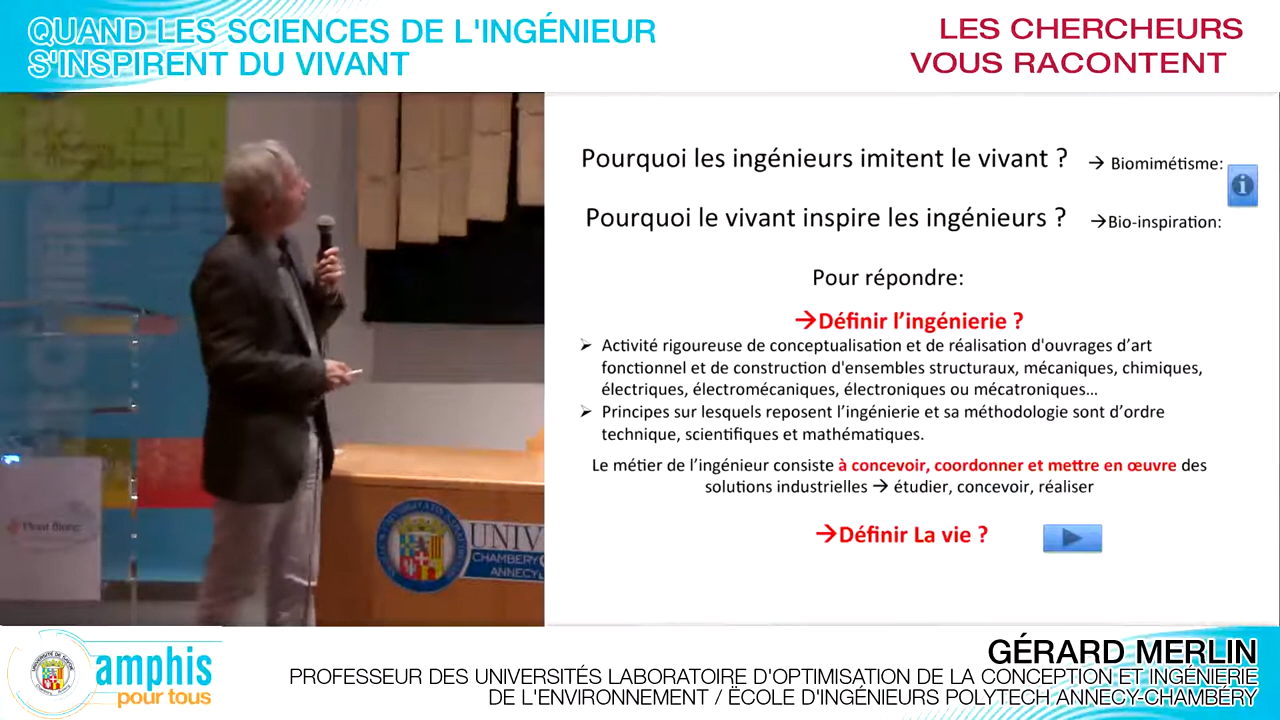 QUAND LES SCIENCES DE L'INGÉNIEUR
S'INSPIRENT DU VIVANT
LES CHERCHEURS
VOUS RACONTENT
Pourquoi les ingénieurs imitent le vivant ? → Biomimétisme:
Pourquoi le vivant inspire les ingénieurs ? →Bio-inspiration:
Pour répondre:
→Définir l’ingénierie ?
➢ Activité rigoureuse de conceptualisation et de réalisation d'ouvrages d’art
fonctionnel et de construction d'ensembles structuraux, mécaniques, chimiques,
électriques, électromécaniques, électroniques ou mécatroniques…
➢ Principes sur lesquels reposent l’ingénierie et sa méthodologie sont d’ordre
technique, scientifiques et mathématiques.
Le métier de l’ingénieur consiste à concevoir, coordonner et mettre en œuvre des
solutions industrielles → étudier, concevoir, réaliser
→Définir La vie ?
UNIV
CHAMBÉRY
ANNECY
amphis
pour tous
GÉRARD MERLIN
PROFESSEUR DES UNIVERSITÉS LABORATOIRE D'OPTIMISATION DE LA CONCEPTION ET INGÉNIERIE
DE L'ENVIRONNEMENT / ËCOLE D'INGÉNIEURS POLYTECH ANNECY-CHAMBÉRY